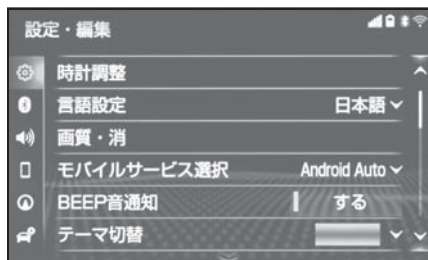 設定・編集
時計調整
言語設定 日本語
画質・消
モバイルサービス選択 Android Auto
BEEP音通知 する
テーマ切替